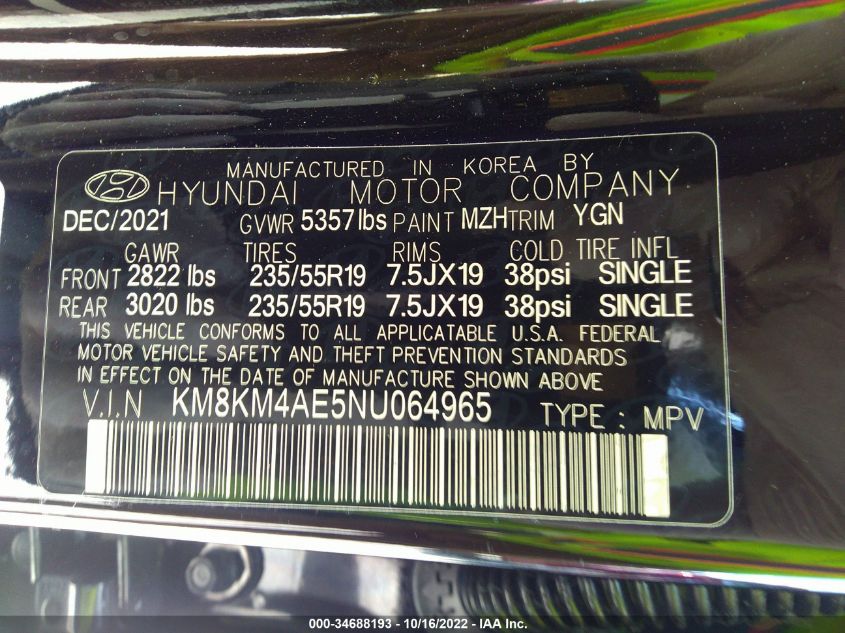 MANUFACTURED IN KOREA BY
HYUNDAI MOTOR COMPANY
DEC/2021 GVWR 5357lbs PAINT MZH TRIM YGN
GAWR TIRES RIMS COLD TIRE INFL
FRONT 2822 lbs 235/55R19 7.5JX19 38psi SINGLE
REAR 3020 lbs 235/55R19 7.5JX19 38psi SINGLE
THIS VEHICLE CONFORMS TO ALL APPLICATABLE U.S.A. FEDERAL
MOTOR VEHICLE SAFETY AND THEFT PREVENTION STANDARDS
IN EFFECT ON THE DATE OF MANUFACTURE SHOWN ABOVE
V.I.N KM8KM4AE5NU064965 TYPE : MPV
000-34688193 - 10/16/2022 - IAA Inc.